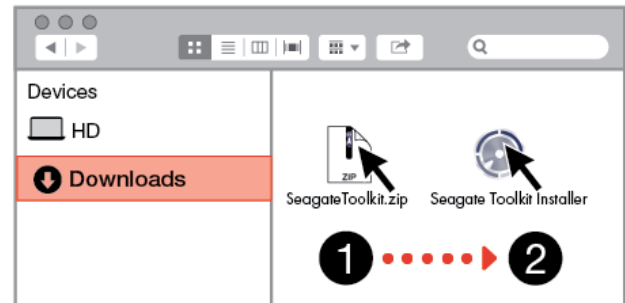 Devices
HD
Downloads
ZIP
SeagateToolkit.zip
Seagate Toolkit Installer
1
2